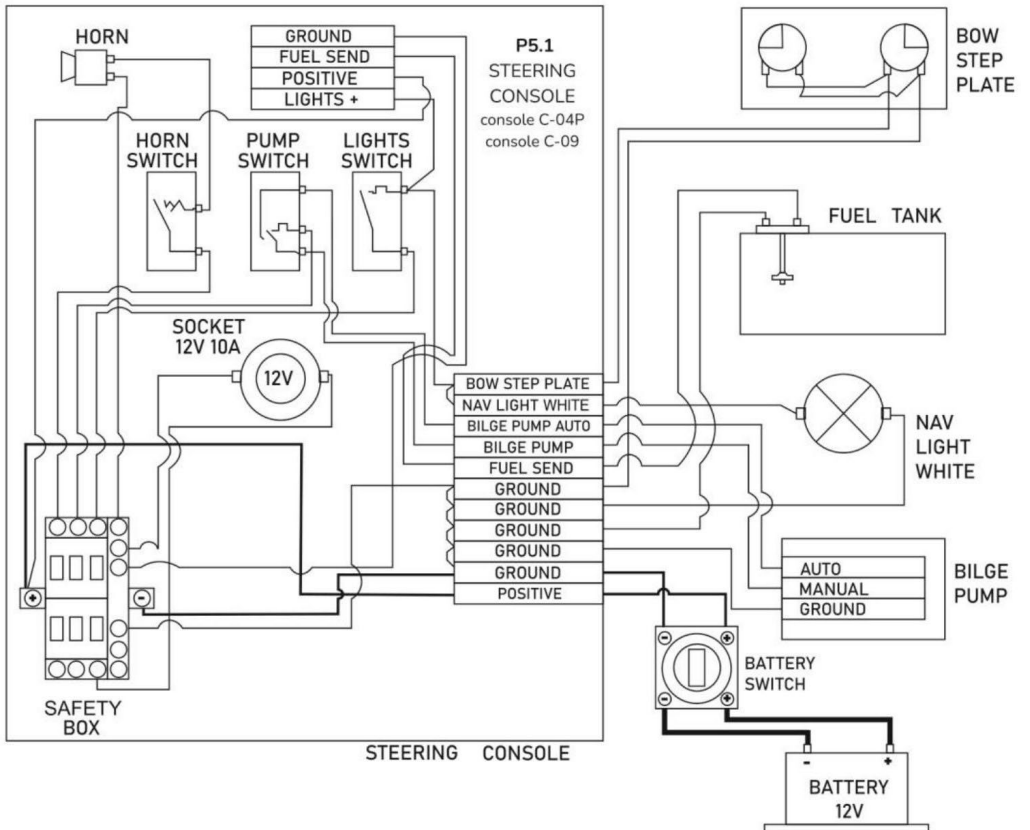 HORN
GROUND
FUEL SEND
POSITIVE
LIGHTS +
P5.1
STEERING
CONSOLE
console C-04P
console C-09
BOW
STEP
PLATE
HORN
SWITCH
PUMP
SWITCH
LIGHTS
SWITCH
FUEL TANK
SOCKET
12V 10A
12V
BOW STEP PLATE
NAV LIGHT WHITE
BILGE PUMP AUTO
BILGE PUMP
FUEL SEND
GROUND
GROUND
GROUND
GROUND
GROUND
POSITIVE
NAV
LIGHT
WHITE
AUTO
MANUAL
GROUND
BILGE
PUMP
+
-
- +
- +
BATTERY
SWITCH
SAFETY
BOX
STEERING CONSOLE
- +
BATTERY
12V